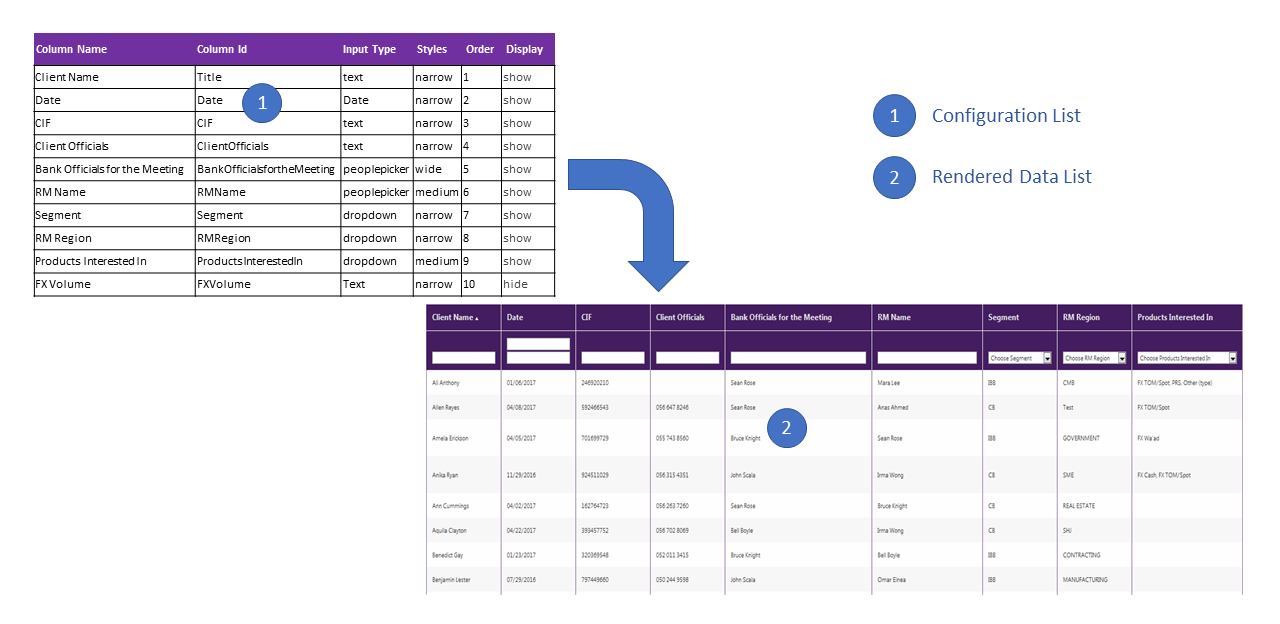 Column Name Column Id Input Type Styles Order Display
Client Name Title text narrow 1 show
Date Date Date narrow 2 show
CIF CIF text narrow 3 show
Client Officials ClientOfficials text narrow 4 show
Bank Officials for the Meeting BankOfficialsfortheMeeting peoplepicker wide 5 show
RM Name RMName peoplepicker medium 6 show
Segment Segment dropdown narrow 7 show
RM Region RMRegion dropdown narrow 8 show
Products Interested In ProductsInterestedIn dropdown medium 9 show
FX Volume FXVolume Text narrow 10 hide
1
1 Configuration List
2 Rendered Data List
Client Name ▴ Date CIF Client Officials Bank Officials for the Meeting RM Name Segment RM Region Products Interested In
Choose Segment Choose RM Region Choose Products Interested In
Ali Anthony 01/06/2017 246920210 Sean Rose Mara Lee IBB CMB FX TOM/Spot, PRS, Other (type)
Allen Reyes 04/08/2017 592466543 056 647 8246 Sean Rose Anas Ahmed CB Test FX TOM/Spot
Amela Erickson 04/05/2017 701699729 055 743 8560 Bruce Knight Sean Rose IBB GOVERNMENT FX Wa'ad
2
Anika Ryan 11/29/2016 924511029 056 315 4351 John Scala Irma Wong CB SME FX Cash, FX TOM/Spot
Ann Cummings 04/02/2017 162764723 056 263 7260 Sean Rose Bruce Knight CB REAL ESTATE
Aquila Clayton 04/22/2017 393457752 056 702 8069 Bell Boyle Irma Wong CB SHJ
Benedict Gay 01/23/2017 320369548 052 011 3415 Bruce Knight Bell Boyle IBB CONTRACTING
Benjamin Lester 07/29/2016 797449660 050 244 9598 John Scala Omar Einea IBB MANUFACTURING